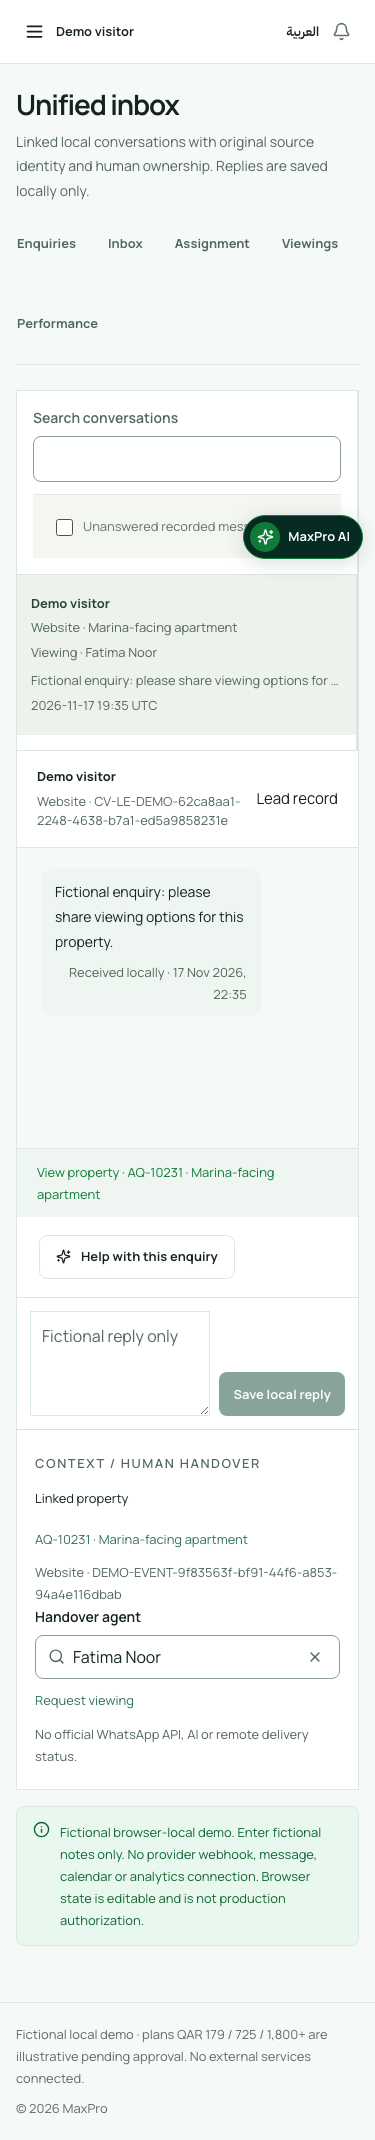 Demo visitor
العربية
Unified inbox
Linked local conversations with original source
identity and human ownership. Replies are saved
locally only.
Enquiries Inbox Assignment Viewings
Performance
Search conversations
Unanswered recorded
MaxPro AI
Demo visitor
Website · Marina-facing apartment
Viewing · Fatima Noor
Fictional enquiry: please share viewing options for ...
2026-11-17 19:35 UTC
Demo visitor
Website · CV-LE-DEMO-62ca8aa1-
2248-4638-b7a1-ed5a9858231e
Lead record
Fictional enquiry: please
share viewing options for this
property.
Received locally · 17 Nov 2026,
22:35
View property · AQ-10231 · Marina-facing
apartment
Help with this enquiry
Fictional reply only
Save local reply
CONTEXT / HUMAN HANDOVER
Linked property
AQ-10231 · Marina-facing apartment
Website · DEMO-EVENT-9f83563f-bf91-44f6-a853-
94a4e116dbab
Handover agent
Fatima Noor
Request viewing
No official WhatsApp API, AI or remote delivery
status.
Fictional browser-local demo. Enter fictional
notes only. No provider webhook, message,
calendar or analytics connection. Browser
state is editable and is not production
authorization.
Fictional local demo · plans QAR 179 / 725 / 1,800+ are
illustrative pending approval. No external services
connected.
© 2026 MaxPro